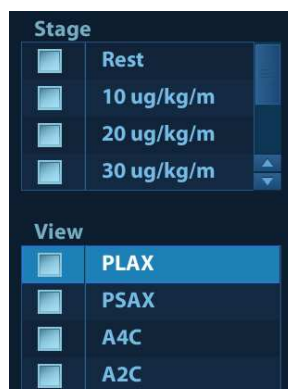 Stage
Rest
10 ug/kg/m
20 ug/kg/m
30 ug/kg/m
View
PLAX
PSAX
A4C
A2C